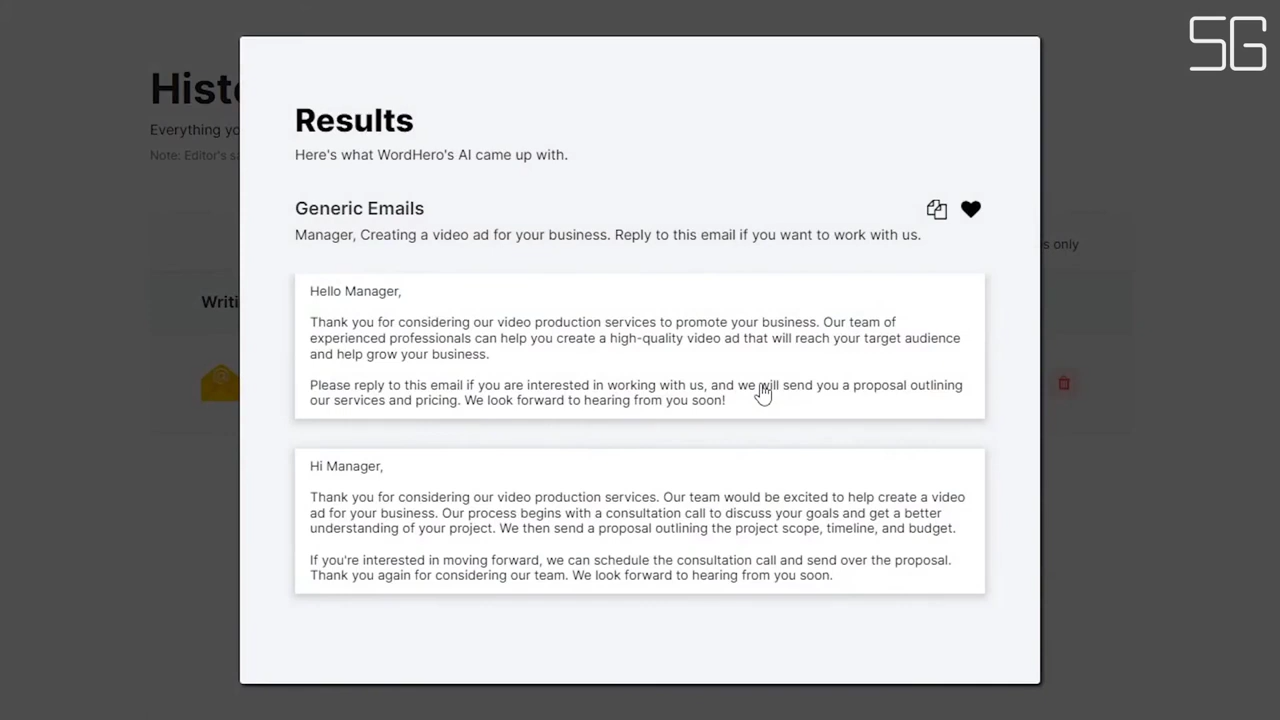 SG
Histo
Results
Everything yo
Here's what WordHero's AI came up with.
Note: Editor's sa
Generic Emails
Manager, Creating a video ad for your business. Reply to this email if you want to work with us.
s only
Hello Manager,
Writi
Thank you for considering our video production services to promote your business. Our team of
experienced professionals can help you create a high-quality video ad that will reach your target audience
and help grow your business.
Please reply to this email if you are interested in working with us, and we will send you a proposal outlining
our services and pricing. We look forward to hearing from you soon!
Hi Manager,
Thank you for considering our video production services. Our team would be excited to help create a video
ad for your business. Our process begins with a consultation call to discuss your goals and get a better
understanding of your project. We then send a proposal outlining the project scope, timeline, and budget.
If you're interested in moving forward, we can schedule the consultation call and send over the proposal.
Thank you again for considering our team. We look forward to hearing from you soon.